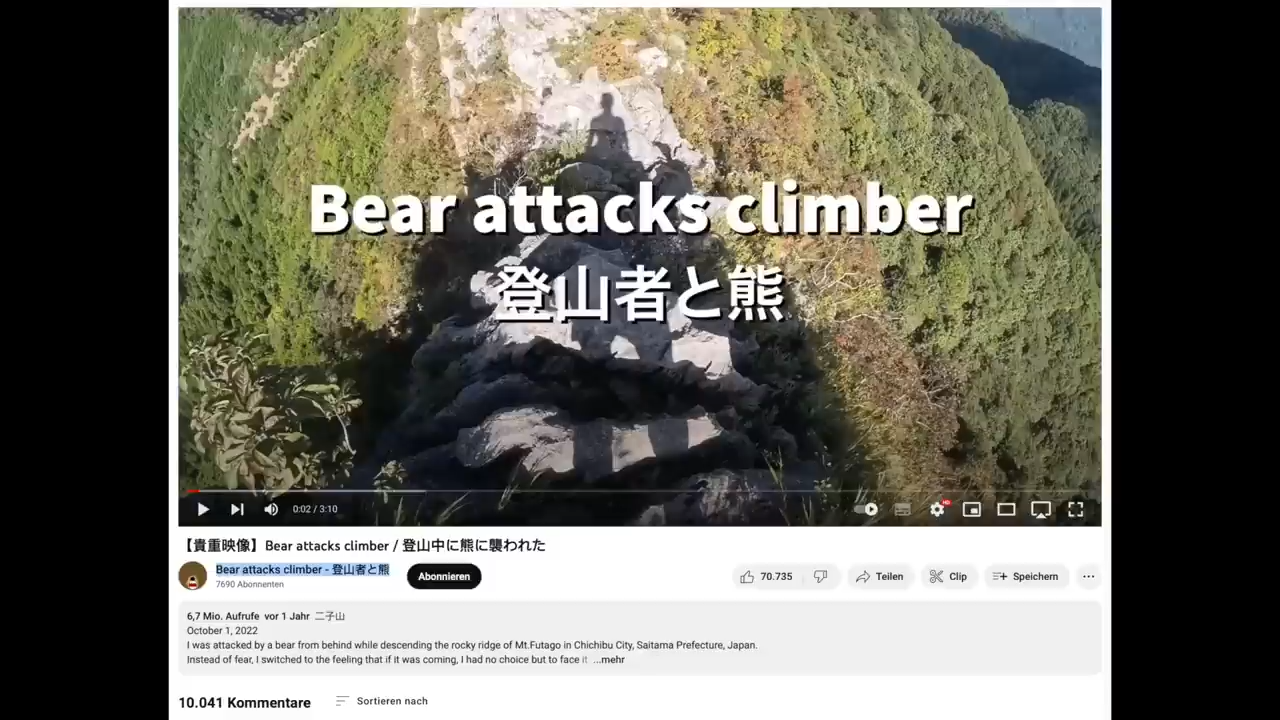 Bear attacks climber
登山者と熊
0:02 / 3:10
HD
【貴重映像】Bear attacks climber / 登山中に熊に襲われた
Bear attacks climber - 登山者と熊
7690 Abonnenten
Abonnieren
70.735
Teilen
Clip
Speichern
6,7 Mio. Aufrufe vor 1 Jahr 二子山
October 1, 2022
I was attacked by a bear from behind while descending the rocky ridge of Mt.Futago in Chichibu City, Saitama Prefecture, Japan.
Instead of fear, I switched to the feeling that if it was coming, I had no choice but to face it ...mehr
10.041 Kommentare
Sortieren nach